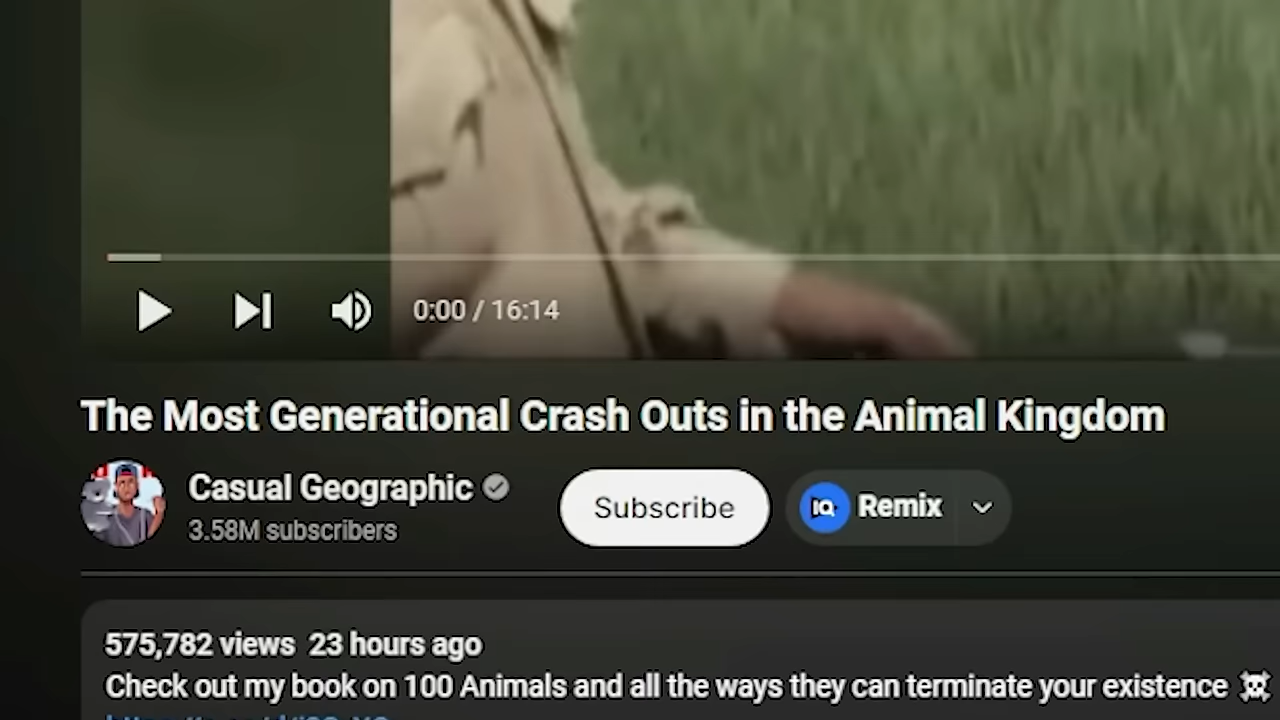 0:00 / 16:14
The Most Generational Crash Outs in the Animal Kingdom
Casual Geographic
3.58M subscribers
Subscribe
IQ Remix
575,782 views 23 hours ago
Check out my book on 100 Animals and all the ways they can terminate your existence ☠